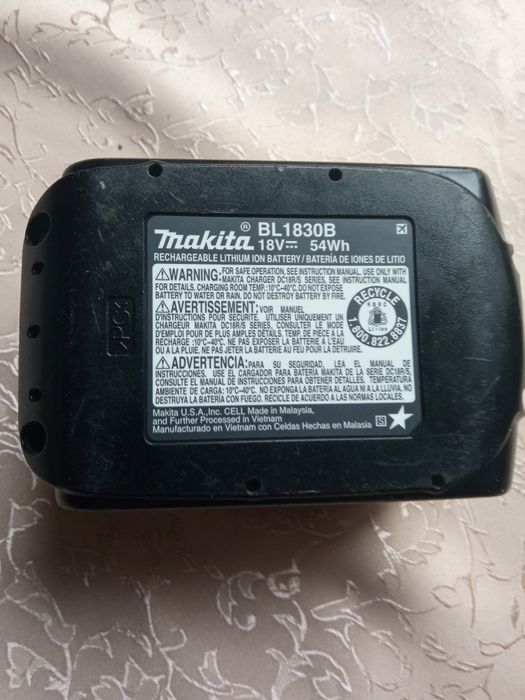 makita® BL1830B
18V⎓ 54Wh
RECHARGEABLE LITHIUM ION BATTERY / BATERÍA DE IONES DE LITIO
⚠WARNING: FOR SAFE OPERATION, SEE INSTRUCTION MANUAL. USE ONLY WITH
MAKITA CHARGER DC18R/S SERIES, SEE INSTRUCTION MANUAL
FOR DETAILS. CHARGING ROOM TEMP.:10°C–40°C. DO NOT EXPOSE
BATTERY TO WATER OR RAIN. DO NOT DESTROY BATTERY BY FIRE.
⚠AVERTISSEMENT: VOIR MANUEL
D'INSTRUCTIONS POUR SECURITE. UTILISER UNIQUEMENT UN
CHARGEUR MAKITA DC18R/S SERIES, CONSULTER LE MODE
D'EMPLOI POUR DE PLUS AMPLES DÉTAILS. TEMP. DE PIECE A LA
RECHARGE :10°C–40°C. NE PAS EXPOSER LA BATTERIE A L'EAU
OU A LA PLUIE. NE PAS JETER LA BATTERIE AU FEU POUR DETRUIRE.
⚠ADVERTENCIA: PARA SU SEGURIDAD, LEA EL MANUAL DE
INSTRUCCIONES. USE EL CARGADOR PARA BATERÍA MAKITA DE LA SERIE DC18R/S,
CONSULTE EL MANUAL DE INSTRUCCIONES PARA OBTENER DETALLES. TEMPERATURA
AMBIENTE DE CARGA: 10°C–40°C. NO EXPONGA LA BATERÍA AL AGUA NI A LA LLUVIA.
NO DESTRUYA LA BATERÍA CON FUEGO. RECICLE DE ACUERDO A LAS NORMAS LOCALES.
Makita U.S.A.,Inc. CELL Made in Malaysia,
and Further Processed in Vietnam
Manufacturado en Vietnam con Celdas Hechas en Malasia
RECYCLE
RBRC
Li-ion
1.800.822.8837
S
>PC<